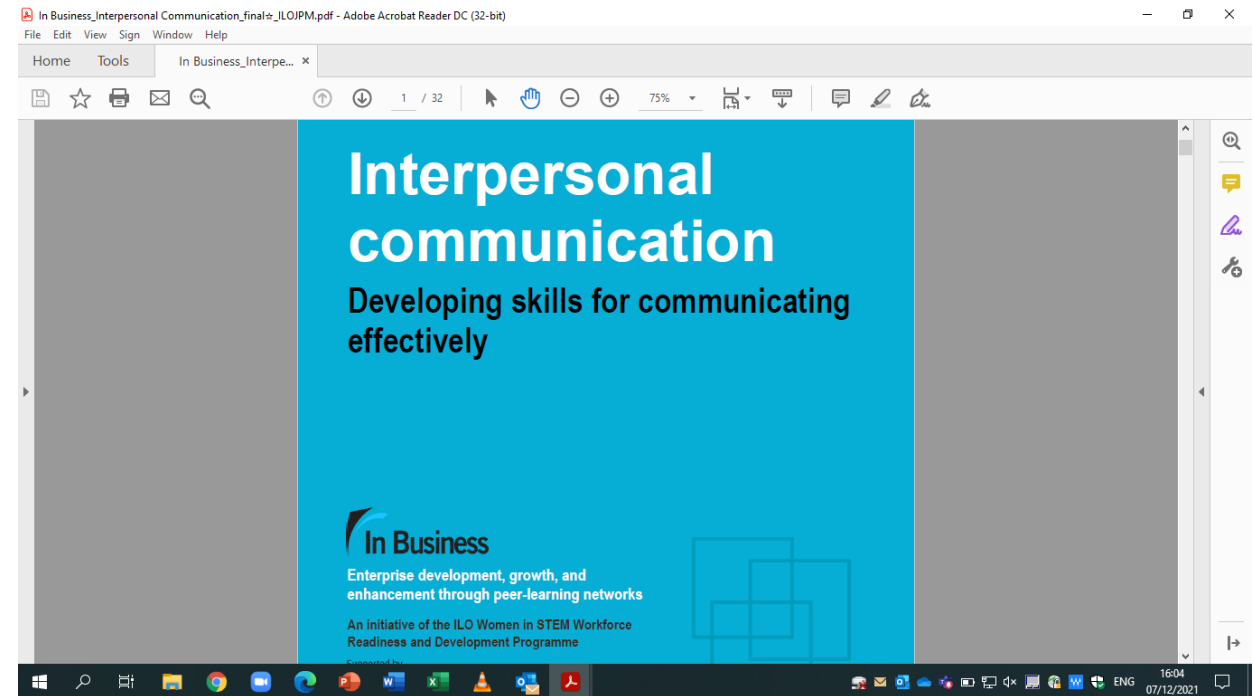 In Business_Interpersonal Communication_final☆_ILOJPM.pdf - Adobe Acrobat Reader DC (32-bit)
File Edit View Sign Window Help
Home Tools In Business_Interpe... ×
1 / 32 75%
Interpersonal
communication
Developing skills for communicating
effectively
In Business
Enterprise development, growth, and
enhancement through peer-learning networks
An initiative of the ILO Women in STEM Workforce
Readiness and Development Programme
Supported by
ENG
16:04
07/12/2021